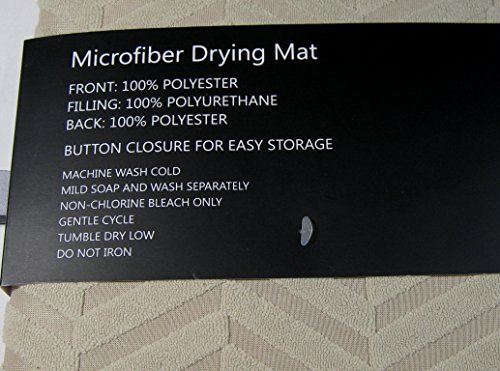 Microfiber Drying Mat
FRONT: 100% POLYESTER
FILLING: 100% POLYURETHANE
BACK: 100% POLYESTER
BUTTON CLOSURE FOR EASY STORAGE
MACHINE WASH COLD
MILD SOAP AND WASH SEPARATELY
NON-CHLORINE BLEACH ONLY
GENTLE CYCLE
TUMBLE DRY LOW
DO NOT IRON